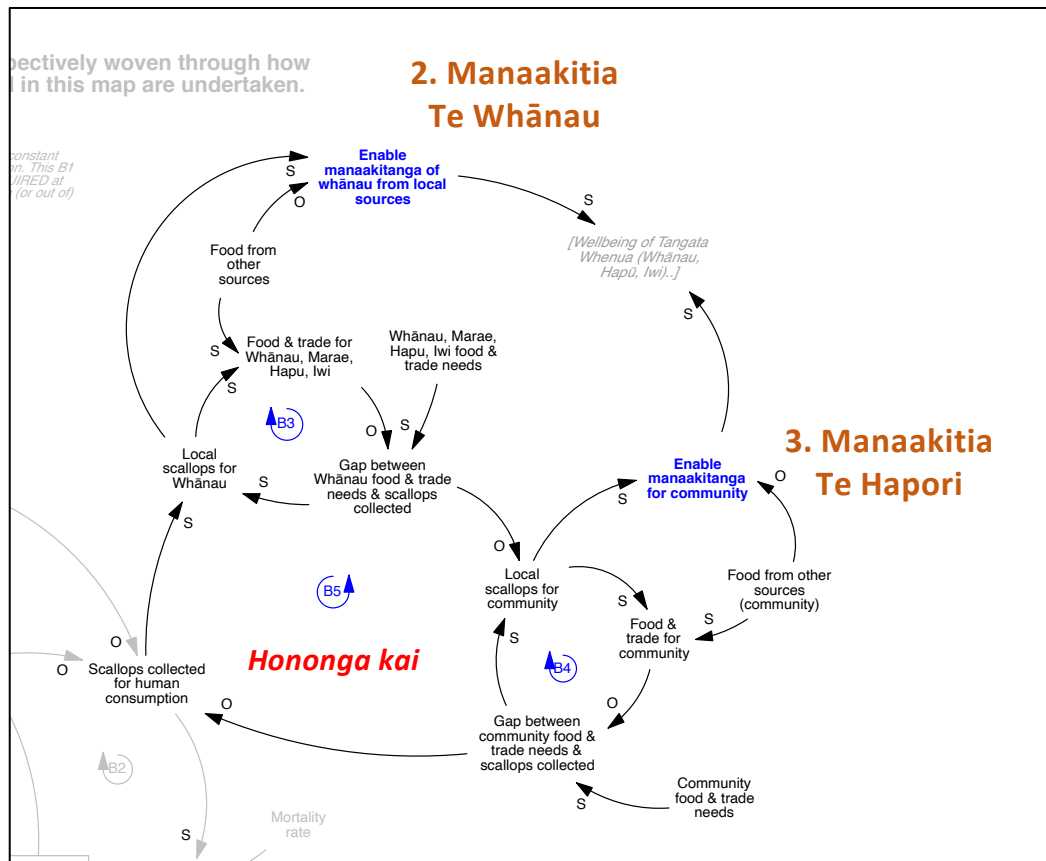 pectively woven through how
in this map are undertaken.
2. Manaakitia
Te Whānau
constant
on. This B1
UIRED at
(or out of)
Enable
manaakitanga of
whānau from local
sources
S
O
S
[Wellbeing of Tangata
Whenua (Whānau,
Hapū, Iwi)..]
S
Food from
other
sources
S
Food & trade for
Whānau, Marae,
Hapu, Iwi
S
Whānau, Marae,
Hapu, Iwi food &
trade needs
B3
O
S
Local
scallops for
Whānau
S
Gap between
Whānau food & trade
needs & scallops
collected
3. Manaakitia
Te Hapori
Enable
manaakitanga
for community
S
O
S
O
B5
Local
scallops for
community
S
Food from other
sources
(community)
S
Food & trade for
community
S
O
O
Scallops collected
for human
consumption
Hononga kai
B4
O
O
Gap between
community food &
trade needs &
scallops collected
B2
S
Community
food & trade
needs
Mortality
rate
S